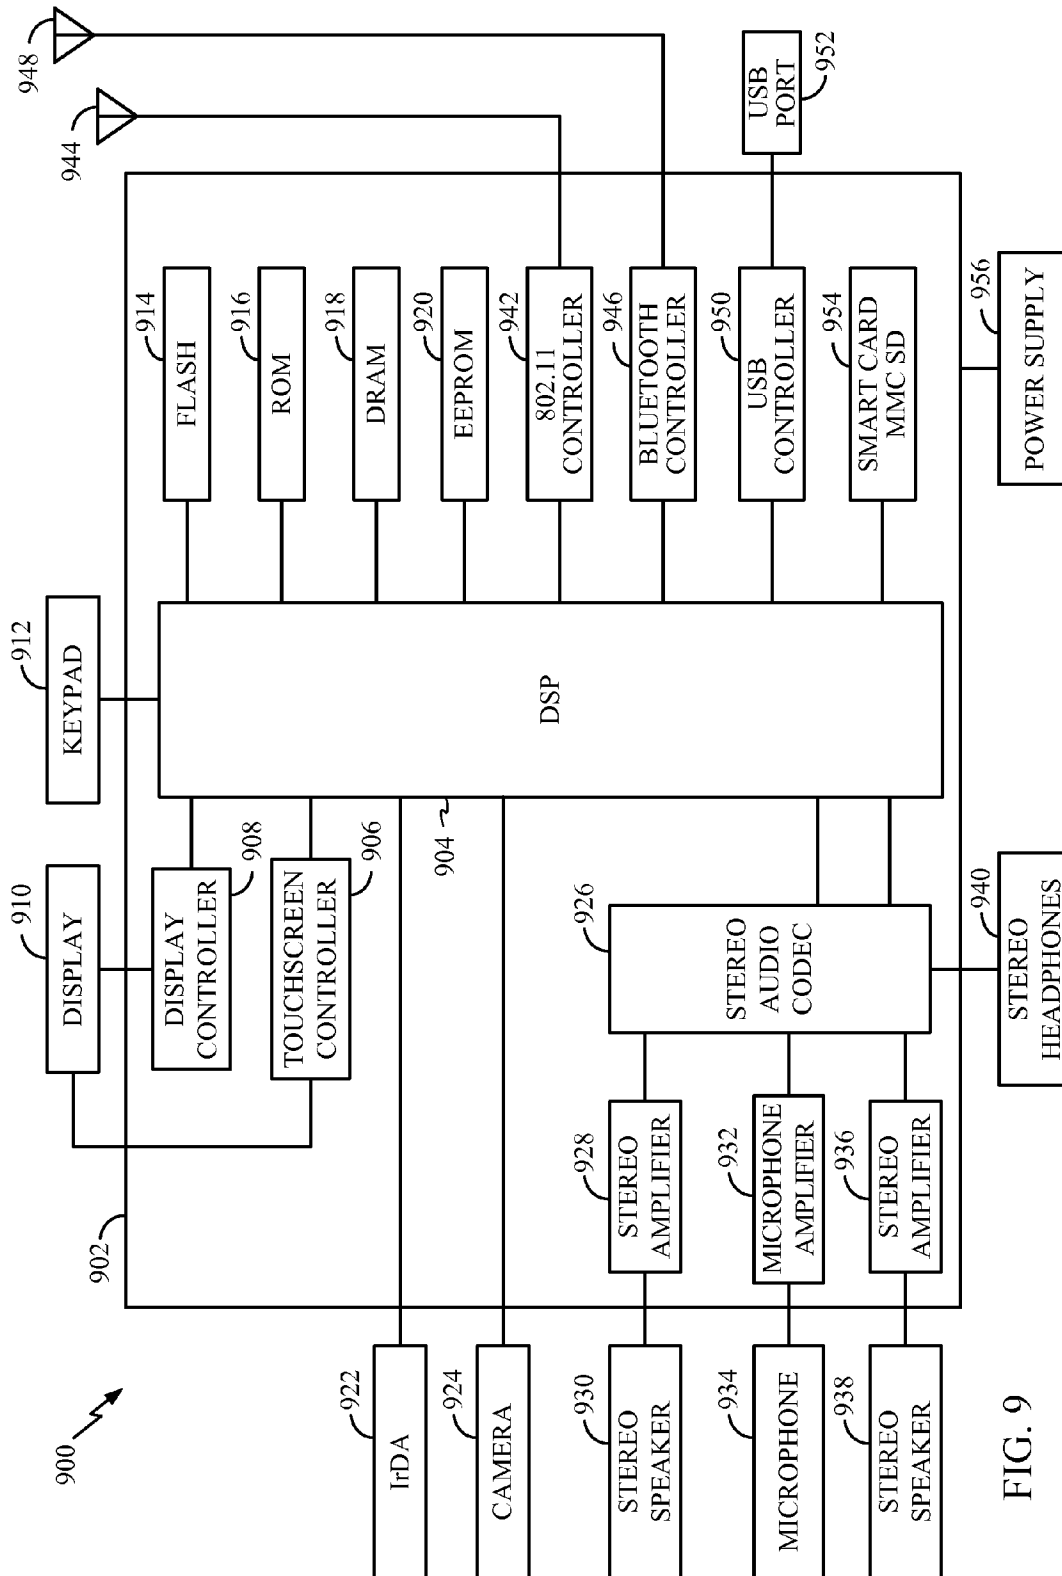 900
902
910
DISPLAY
912
KEYPAD
944
948
DISPLAY
CONTROLLER
908
TOUCHSCREEN
CONTROLLER
906
904
DSP
FLASH
914
ROM
916
DRAM
918
EEPROM
920
802.11
CONTROLLER
942
BLUETOOTH
CONTROLLER
946
USB
CONTROLLER
950
USB
PORT
952
SMART CARD
MMC SD
954
IrDA
922
CAMERA
924
STEREO
SPEAKER
930
STEREO
AMPLIFIER
928
STEREO
AUDIO
CODEC
926
MICROPHONE
934
MICROPHONE
AMPLIFIER
932
STEREO
SPEAKER
938
STEREO
AMPLIFIER
936
STEREO
HEADPHONES
940
POWER SUPPLY
956
FIG. 9